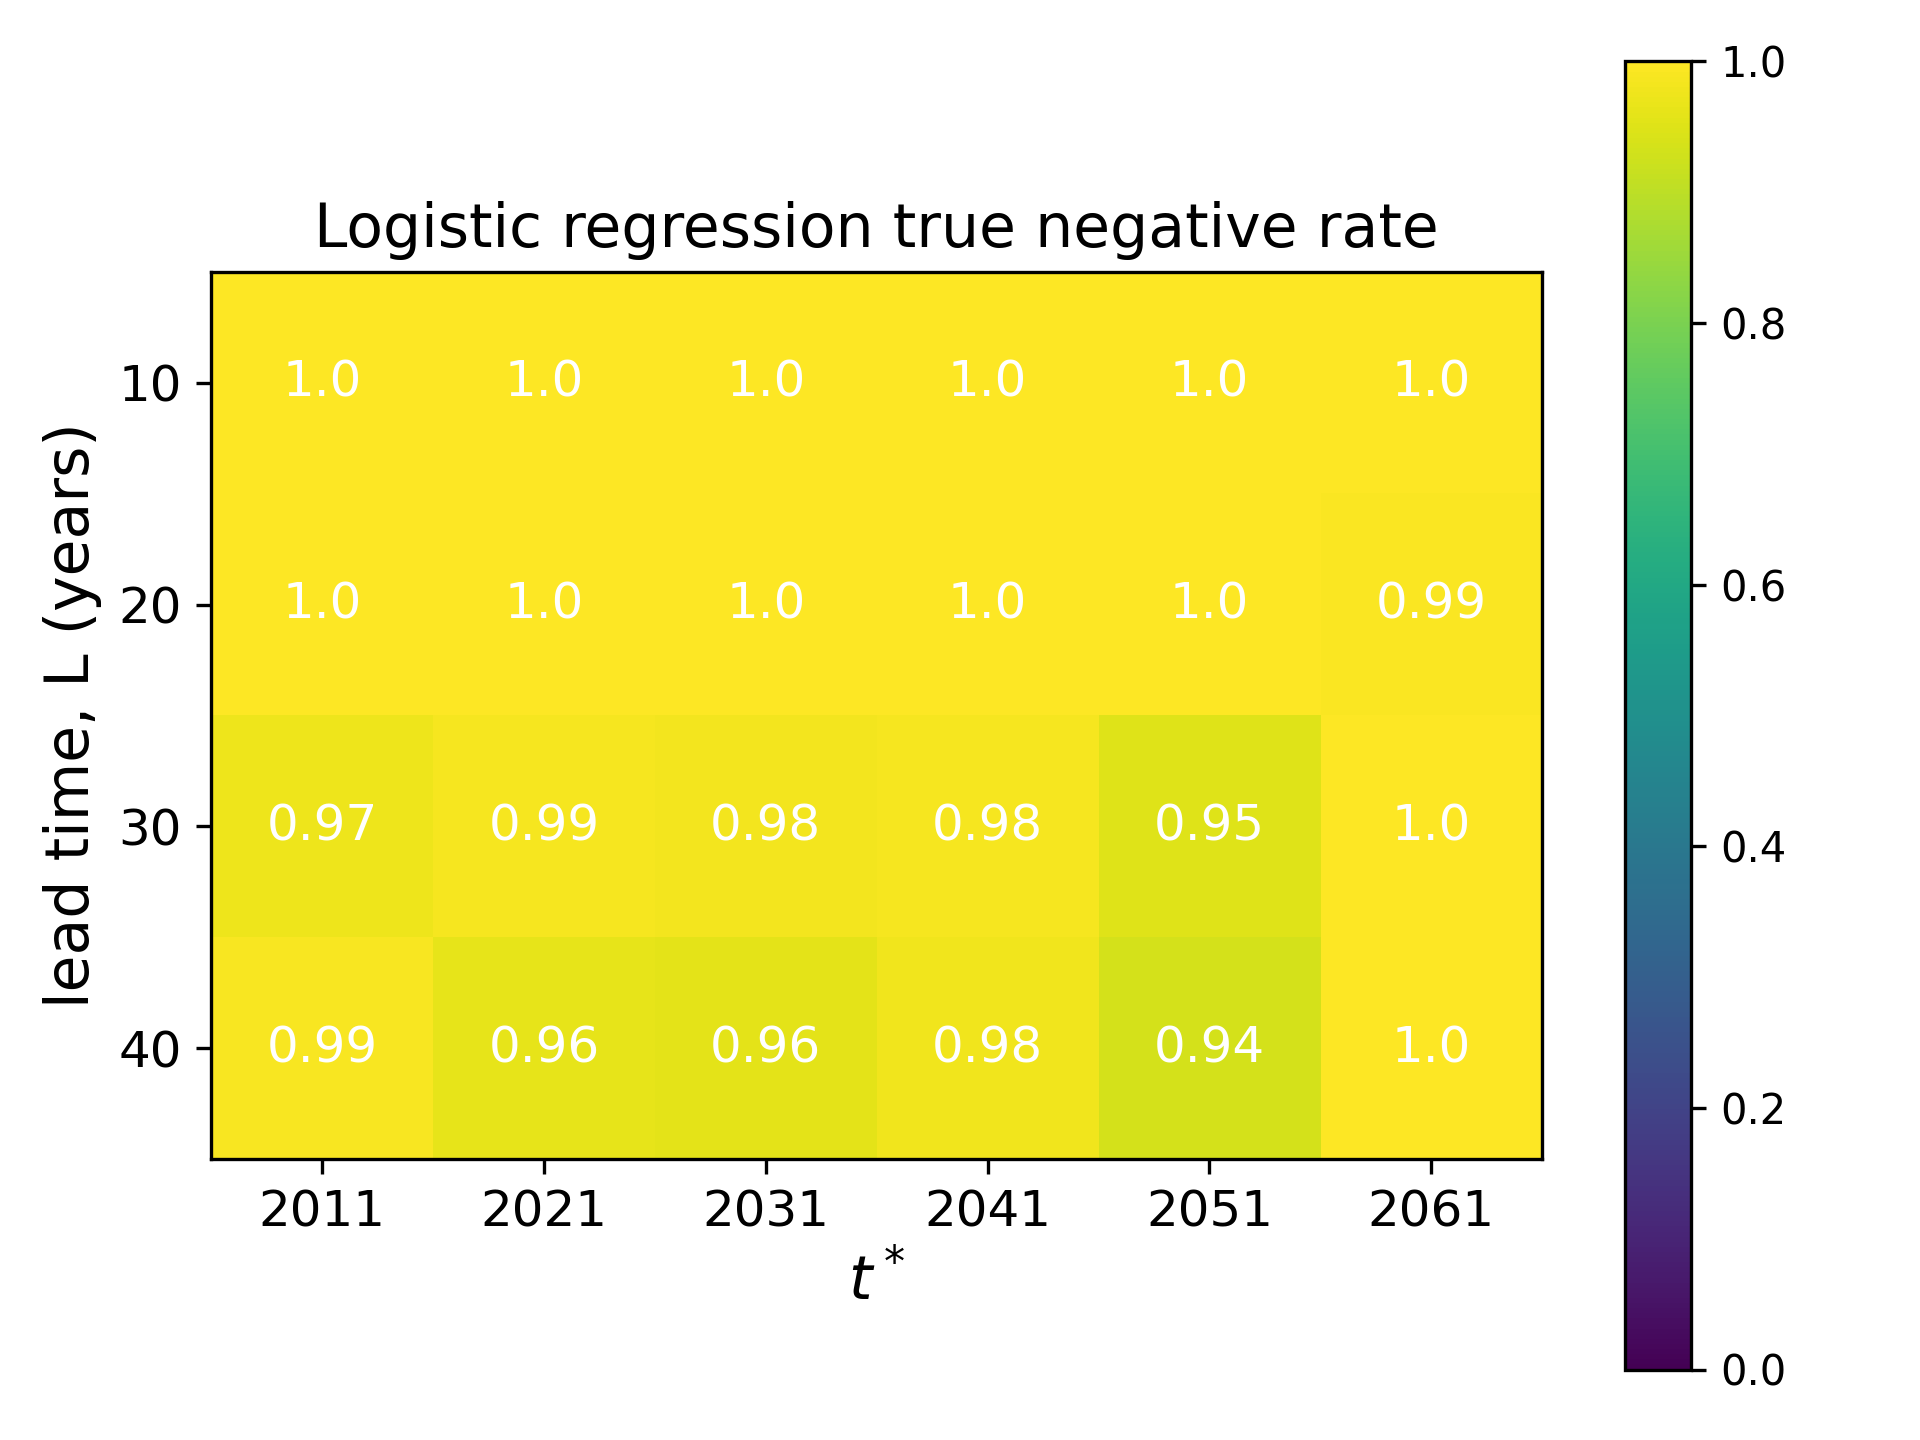 Logistic regression true negative rate
lead time, L (years)
10 1.0 1.0 1.0 1.0 1.0 1.0
20 1.0 1.0 1.0 1.0 1.0 0.99
30 0.97 0.99 0.98 0.98 0.95 1.0
40 0.99 0.96 0.96 0.98 0.94 1.0
2011 2021 2031 2041 2051 2061
t*
1.0
0.8
0.6
0.4
0.2
0.0